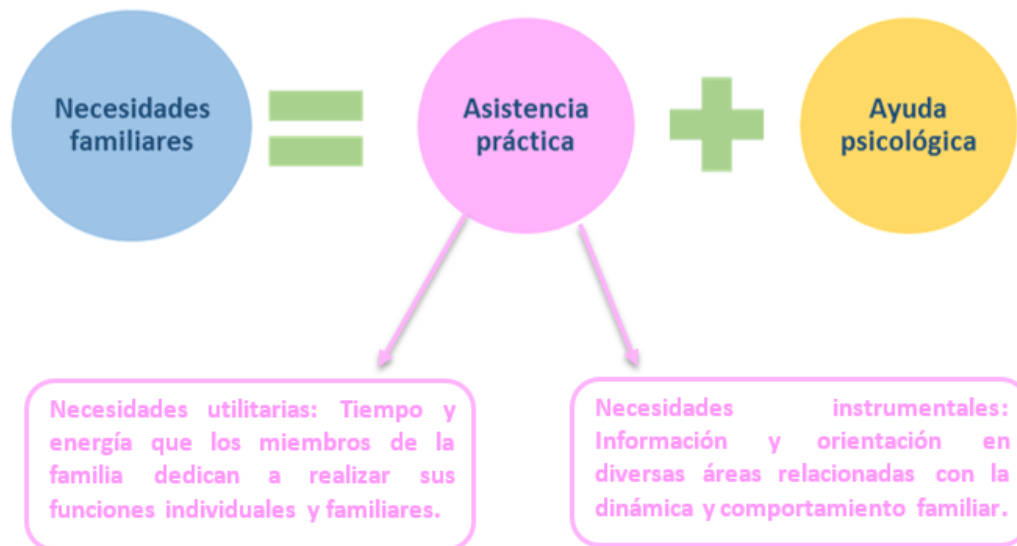 Necesidades
familiares
Asistencia
práctica
Ayuda
psicológica
Necesidades utilitarias: Tiempo y
energía que los miembros de la
familia dedican a realizar sus
funciones individuales y familiares.
Necesidades instrumentales:
Información y orientación en
diversas áreas relacionadas con la
dinámica y comportamiento familiar.